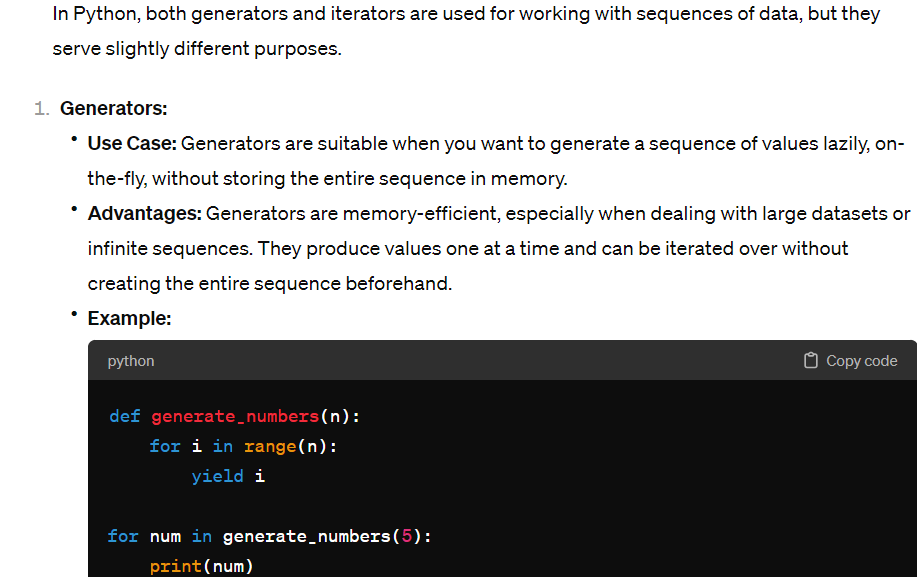 In Python, both generators and iterators are used for working with sequences of data, but they
serve slightly different purposes.
1. Generators:
• Use Case: Generators are suitable when you want to generate a sequence of values lazily, on-
the-fly, without storing the entire sequence in memory.
• Advantages: Generators are memory-efficient, especially when dealing with large datasets or
infinite sequences. They produce values one at a time and can be iterated over without
creating the entire sequence beforehand.
• Example:
python Copy code
def generate_numbers(n):
    for i in range(n):
        yield i
for num in generate_numbers(5):
    print(num)